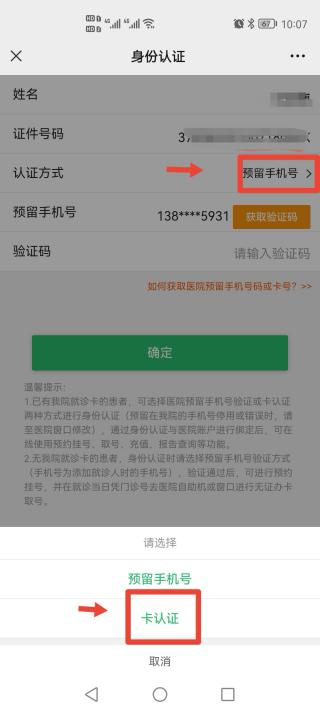 67 10:07
身份认证
姓名
证件号码
认证方式 预留手机号
预留手机号 138****5931 获取验证码
验证码 请输入验证码
如何获取医院预留手机号码或卡号？>>
确定
温馨提示:
1.已有我院就诊卡的患者，可选择医院预留手机号验证或卡认证
两种方式进行身份认证（预留在我院的手机号停用或错误时，请
至医院窗口修改），通过身份认证与医院账户进行绑定后，可在
线使用预约挂号、取号、充值、报告查询等功能。
2.无我院就诊卡的患者，身份认证时请选择预留手机号验证方式
（手机号为添加就诊人时的手机号），验证通过后，可进行预约
挂号，并在就诊当日凭门诊号去医院自助机或窗口进行无证办卡
取号。
请选择
预留手机号
卡认证
取消